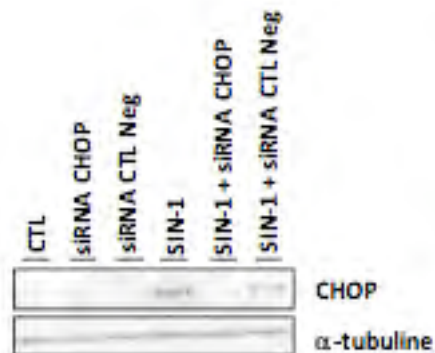 CTL
siRNA CHOP
siRNA CTL Neg
SIN-1
SIN-1 + siRNA CHOP
SIN-1 + siRNA CTL Neg
CHOP
α-tubuline